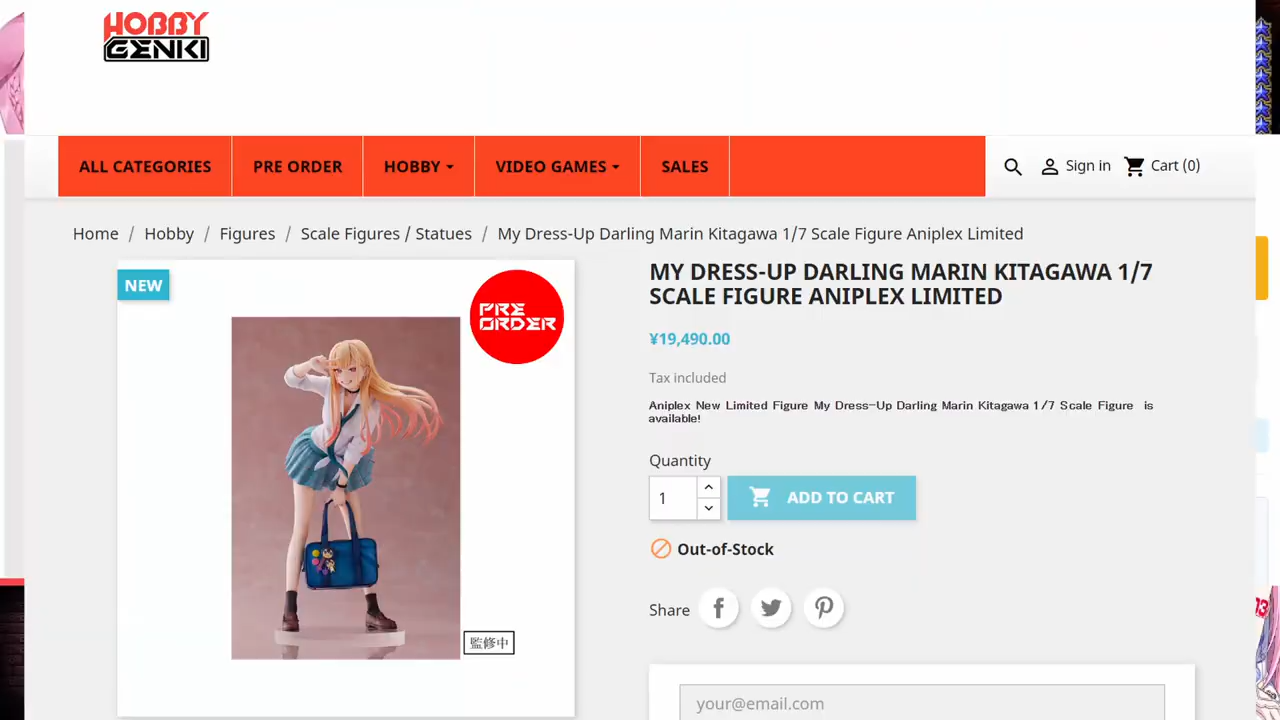 HOBBY
GENKI
ALL CATEGORIES
PRE ORDER
HOBBY
VIDEO GAMES
SALES
Sign in
Cart (0)
Home / Hobby / Figures / Scale Figures / Statues / My Dress-Up Darling Marin Kitagawa 1/7 Scale Figure Aniplex Limited
NEW
PRE
ORDER
監修中
MY DRESS-UP DARLING MARIN KITAGAWA 1/7
SCALE FIGURE ANIPLEX LIMITED
¥19,490.00
Tax included
Aniplex New Limited Figure My Dress-Up Darling Marin Kitagawa 1/7 Scale Figure is
available!
Quantity
1
ADD TO CART
Out-of-Stock
Share
your@email.com